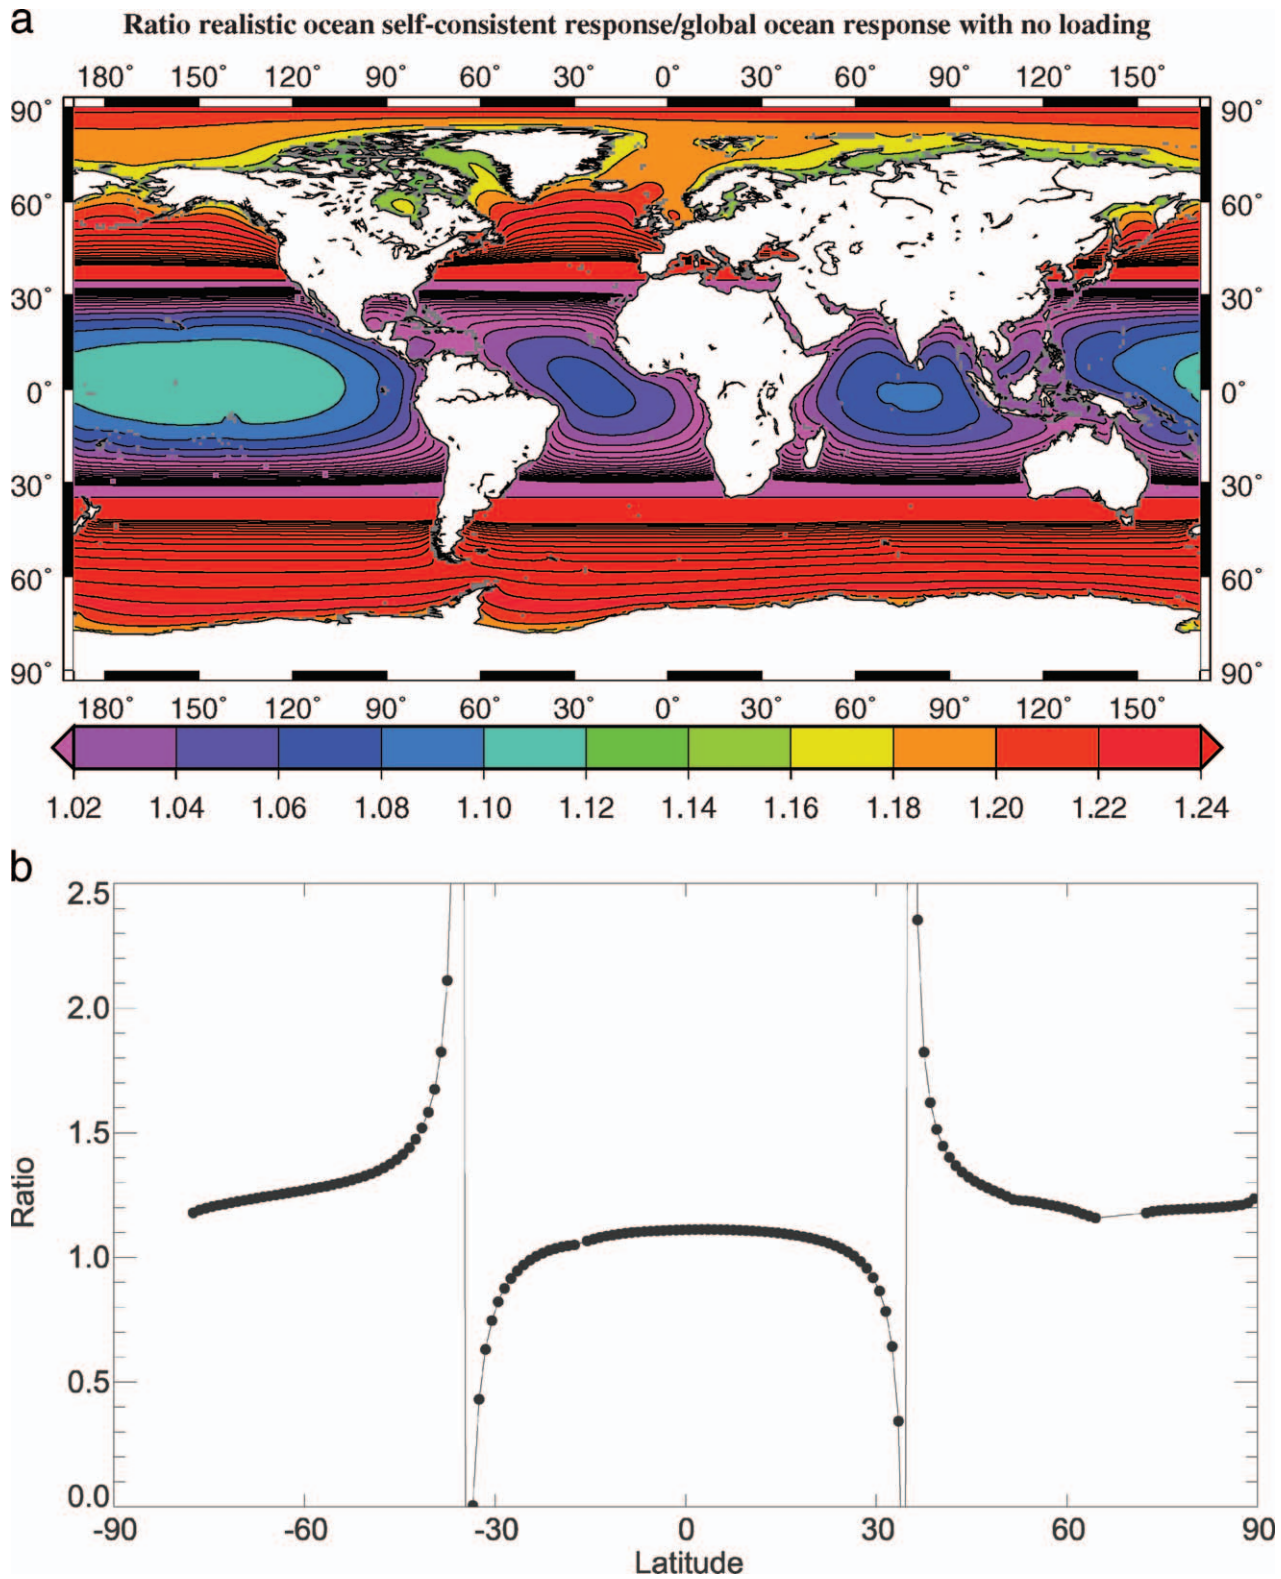 a
Ratio realistic ocean self-consistent response/global ocean response with no loading
180° 150° 120° 90° 60° 30° 0° 30° 60° 90° 120° 150°
90° 90°
60° 60°
30° 30°
0° 0°
30° 30°
60° 60°
90° 90°
180° 150° 120° 90° 60° 30° 0° 30° 60° 90° 120° 150°
1.02 1.04 1.06 1.08 1.10 1.12 1.14 1.16 1.18 1.20 1.22 1.24
b
2.5
2.0
1.5
1.0
0.5
0.0
Ratio
-90 -60 -30 0 30 60 90
Latitude